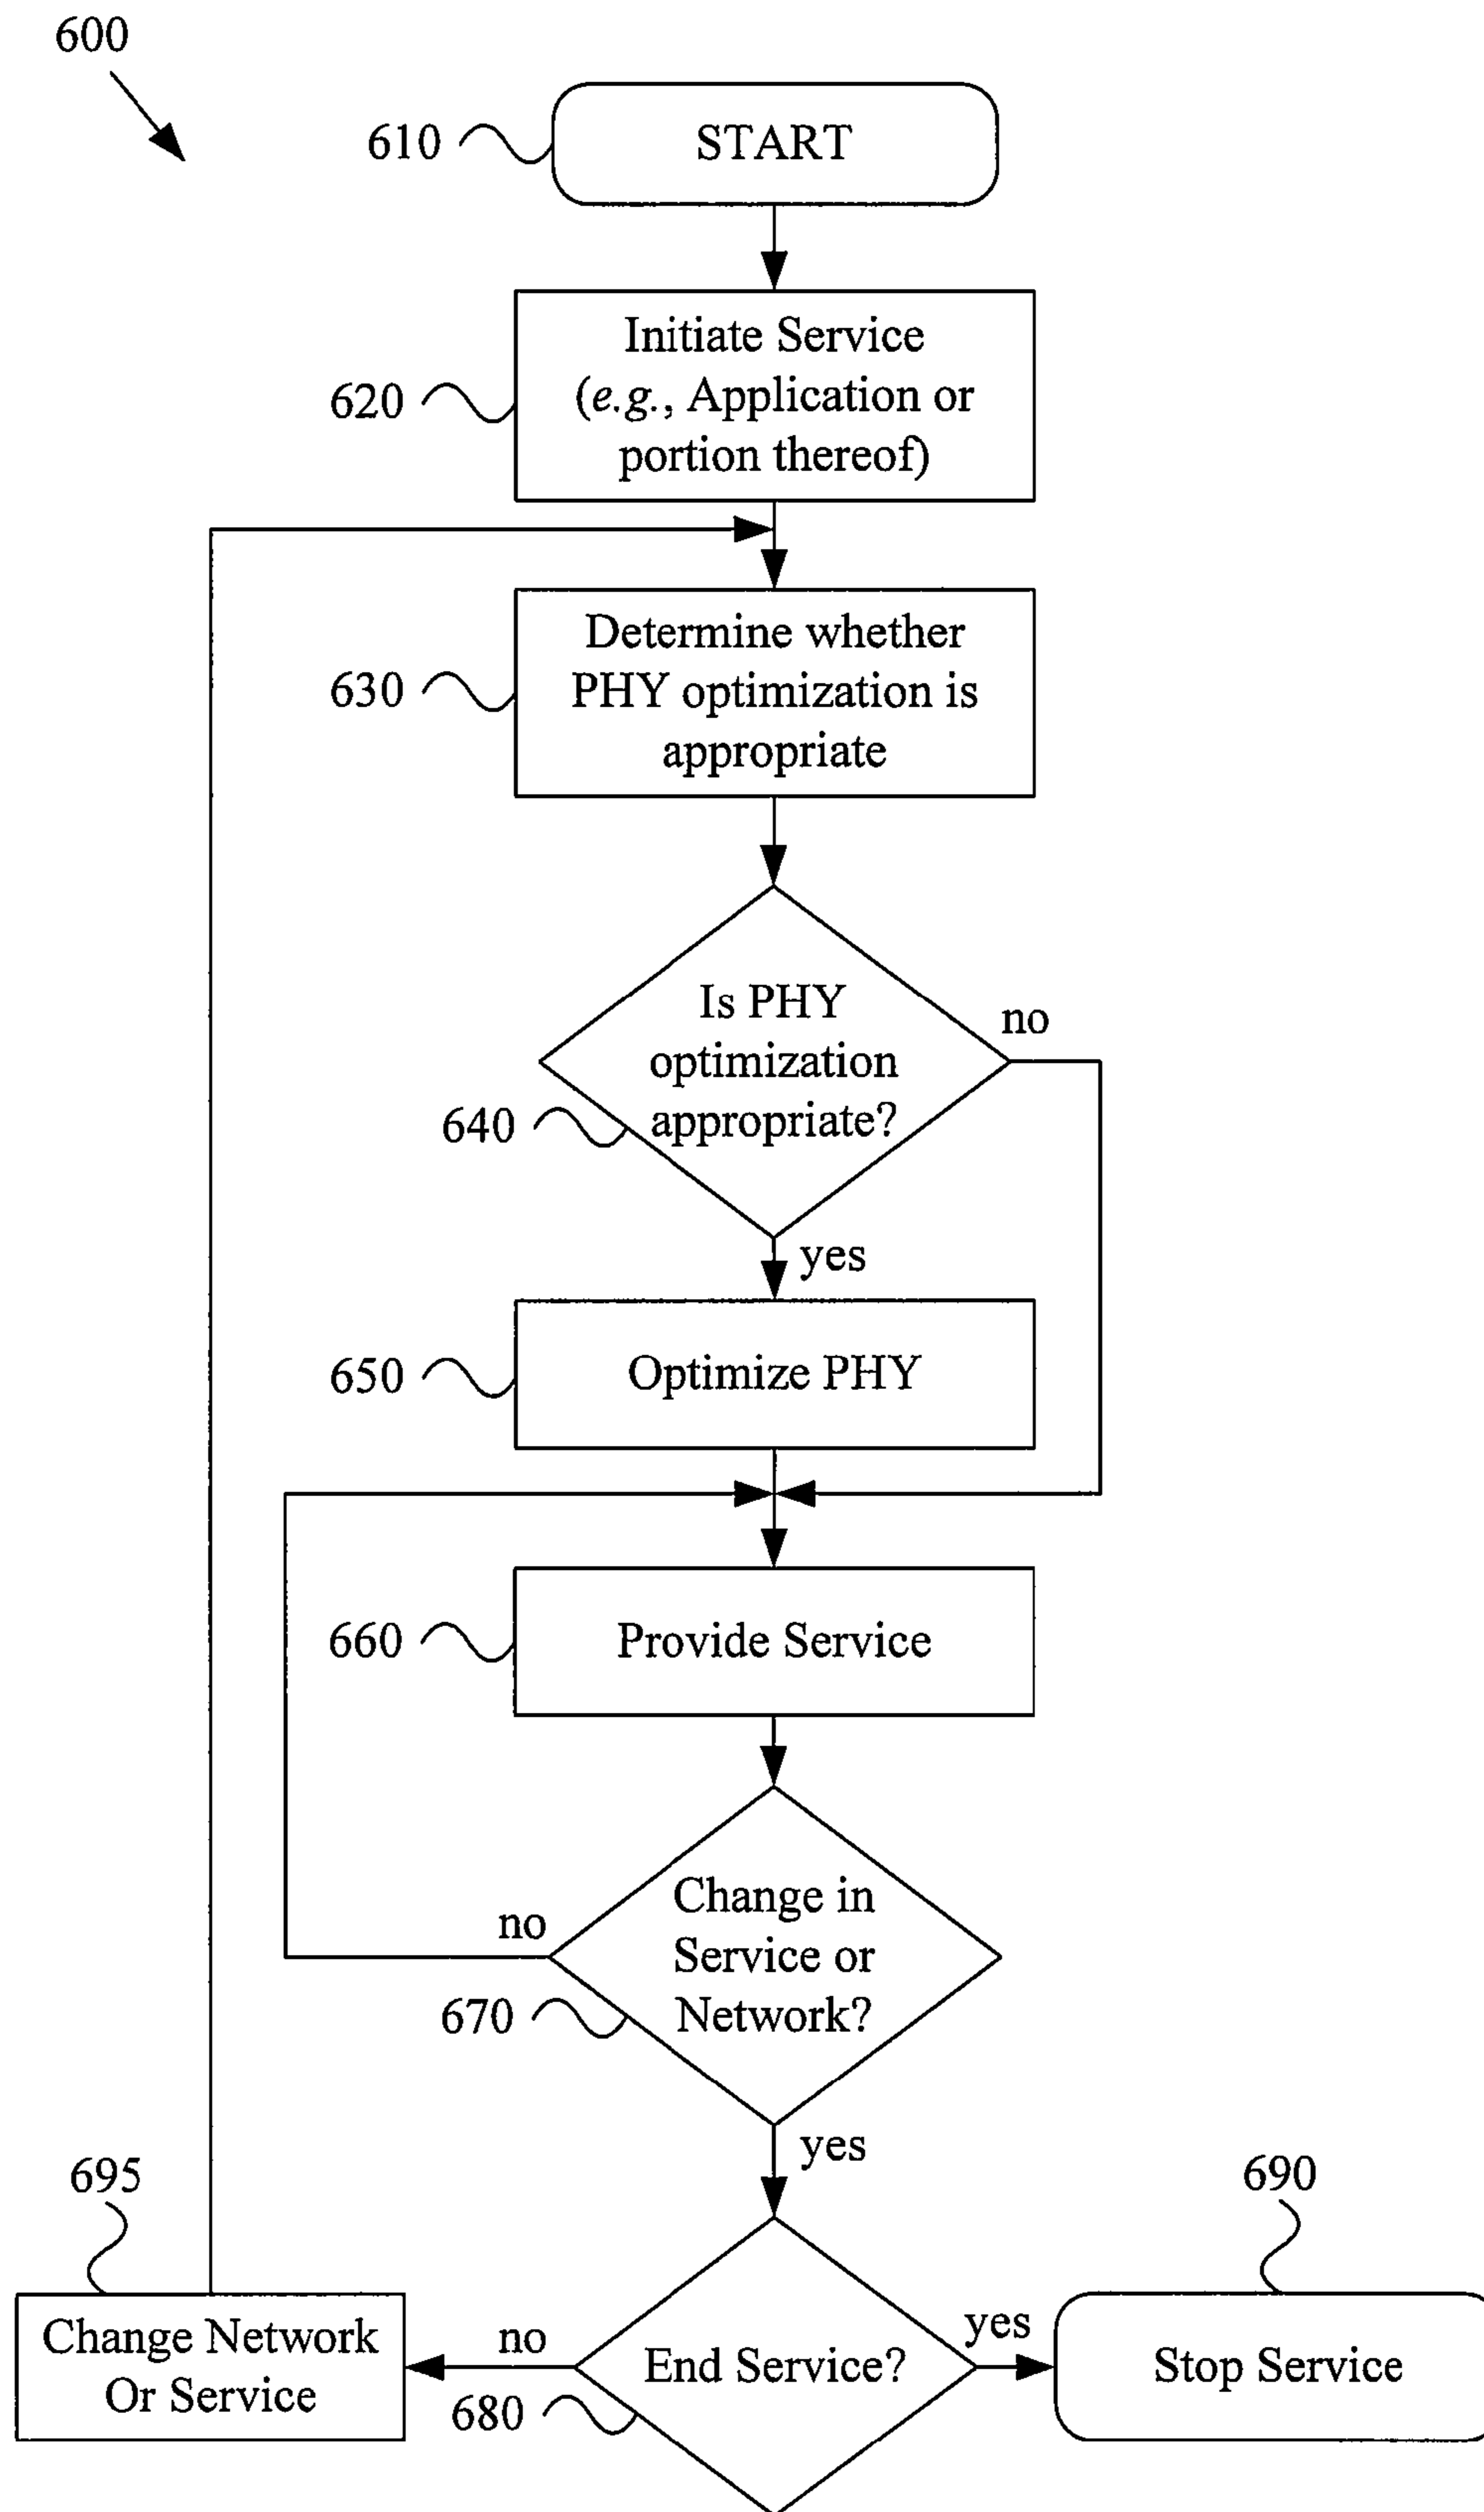 600
610
START
620
Initiate Service
(e.g., Application or
portion thereof)
630
Determine whether
PHY optimization is
appropriate
640
Is PHY
optimization
appropriate?
no
yes
650
Optimize PHY
660
Provide Service
670
Change in
Service or
Network?
no
yes
695
Change Network
Or Service
no
680
End Service?
yes
690
Stop Service